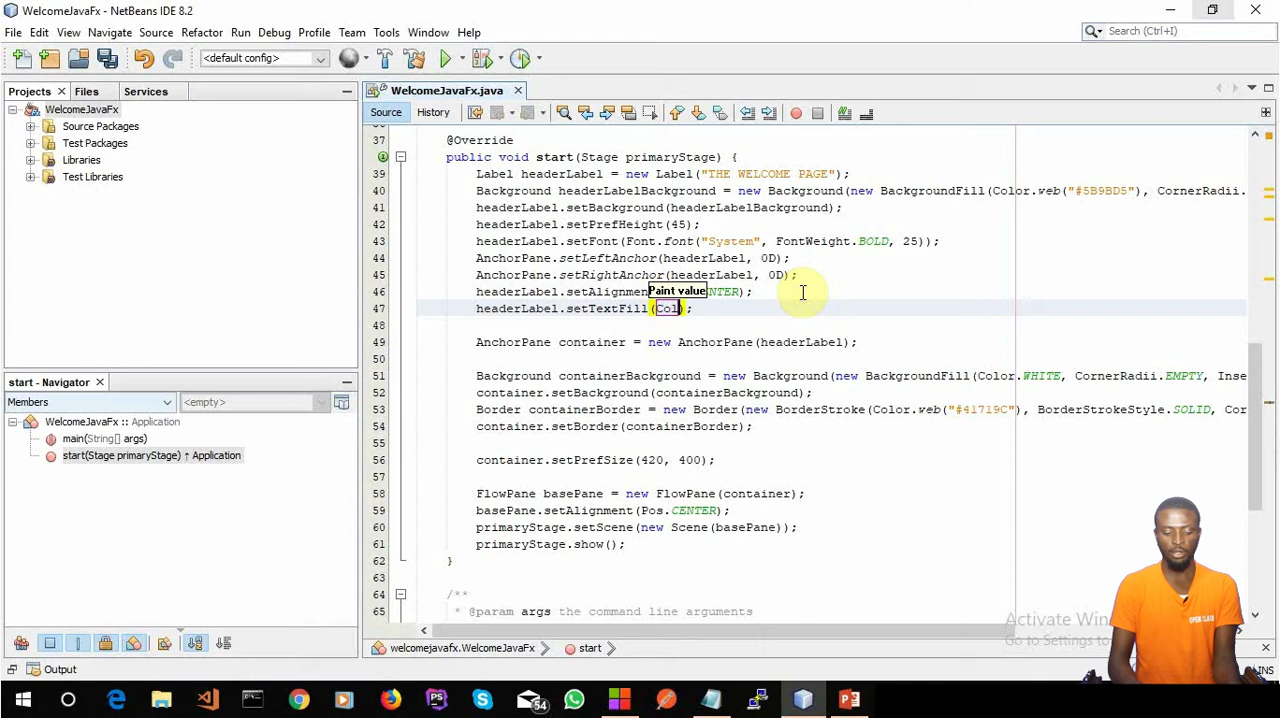 WelcomeJavaFx - NetBeans IDE 8.2
File Edit View Navigate Source Refactor Run Debug Profile Team Tools Window Help
Search (Ctrl+I)
<default config>
Projects Files Services
WelcomeJavaFx.java
WelcomeJavaFx
Source Packages
Test Packages
Libraries
Test Libraries
Source History
37 @Override
public void start(Stage primaryStage) {
39 Label headerLabel = new Label("THE WELCOME PAGE");
40 Background headerLabelBackground = new Background(new BackgroundFill(Color.web("#5B9BD5"), CornerRadii.
41 headerLabel.setBackground(headerLabelBackground);
42 headerLabel.setPrefHeight(45);
43 headerLabel.setFont(Font.font("System", FontWeight.BOLD, 25));
44 AnchorPane.setLeftAnchor(headerLabel, 0D);
45 AnchorPane.setRightAnchor(headerLabel, 0D);
46 headerLabel.setAlignmen NTER);
Paint value
47 headerLabel.setTextFill(Col);
49 AnchorPane container = new AnchorPane(headerLabel);
50
51 Background containerBackground = new Background(new BackgroundFill(Color.WHITE, CornerRadii.EMPTY, Inse
52 container.setBackground(containerBackground);
53 Border containerBorder = new Border(new BorderStroke(Color.web("#41719C"), BorderStrokeStyle.SOLID, Cor
54 container.setBorder(containerBorder);
55
56 container.setPrefSize(420, 400);
57
58 FlowPane basePane = new FlowPane(container);
59 basePane.setAlignment(Pos.CENTER);
60 primaryStage.setScene(new Scene(basePane));
61 primaryStage.show();
62 }
63
64 /**
65 * @param args the command line arguments
start - Navigator
Members <empty>
WelcomeJavaFx :: Application
main(String[] args)
start(Stage primaryStage) ↑ Application
welcomejavafx.WelcomeJavaFx start
Output
INS
Activate Win
Go to Settings to
OPEN CLASS
54